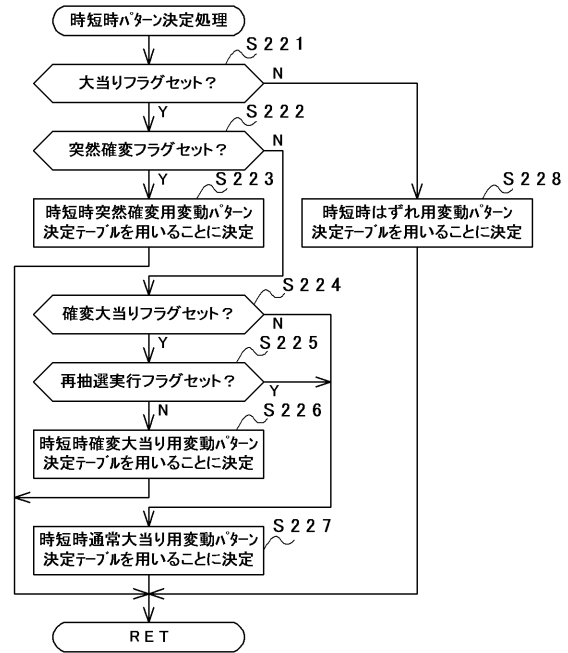 時短時パターン決定処理
S221
大当りフラグセット？
N
Y
S222
突然確変フラグセット？
N
Y
S223
時短時突然確変用変動パターン
決定テーブルを用いることに決定
S228
時短時はずれ用変動パターン
決定テーブルを用いることに決定
S224
確変大当りフラグセット？
N
Y
S225
再抽選実行フラグセット？
Y
N
S226
時短時確変大当り用変動パターン
決定テーブルを用いることに決定
S227
時短時通常大当り用変動パターン
決定テーブルを用いることに決定
RET